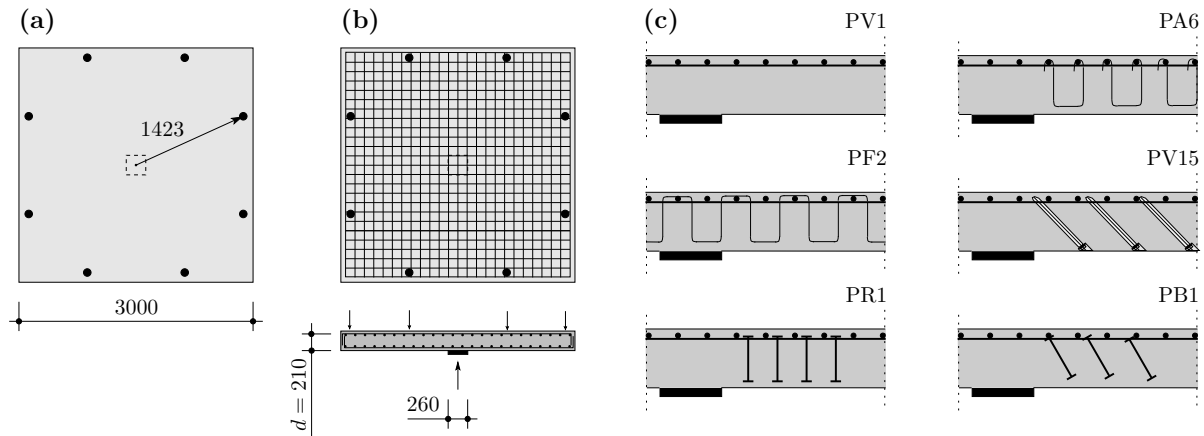 (a)
1423
3000
(b)
d = 210
260
(c)
PV1
PA6
PF2
PV15
PR1
PB1